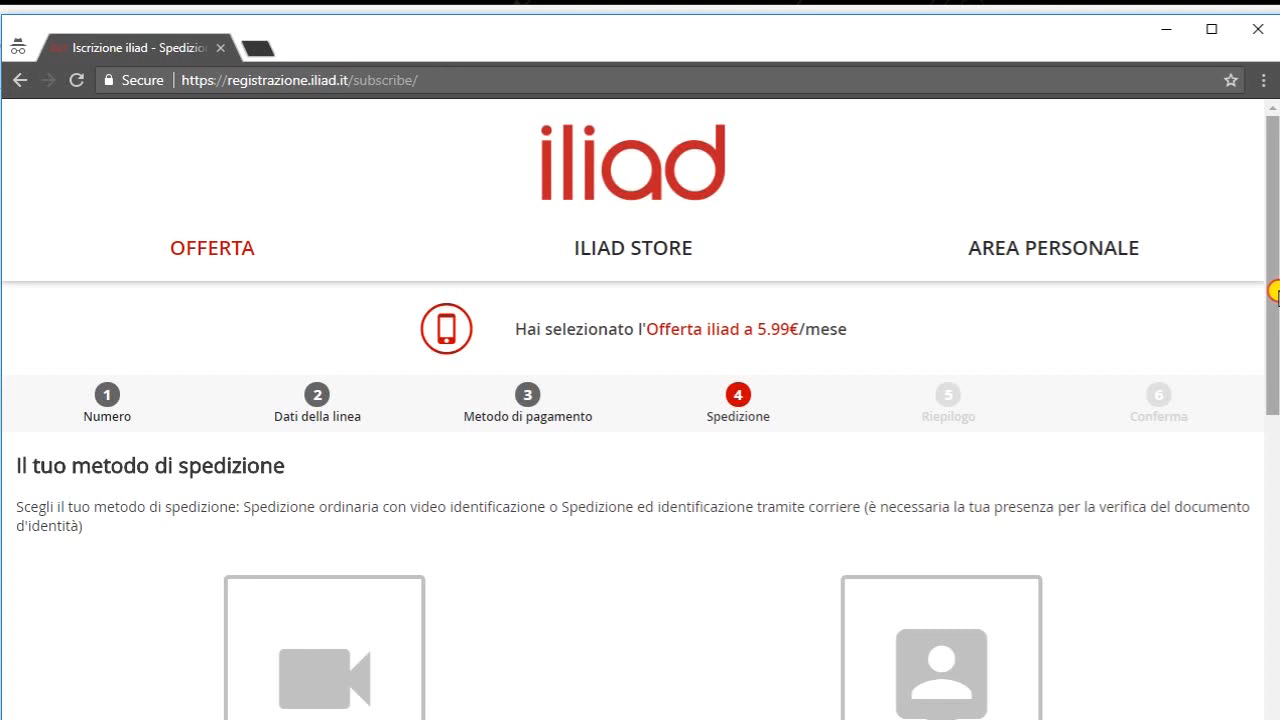 Iscrizione iliad - Spedizio
Secure https://registrazione.iliad.it/subscribe/
iliad
OFFERTA ILIAD STORE AREA PERSONALE
Hai selezionato l'Offerta iliad a 5.99€/mese
1 2 3 4 5 6
Numero Dati della linea Metodo di pagamento Spedizione Riepilogo Conferma
Il tuo metodo di spedizione
Scegli il tuo metodo di spedizione: Spedizione ordinaria con video identificazione o Spedizione ed identificazione tramite corriere (è necessaria la tua presenza per la verifica del documento
d'identità)